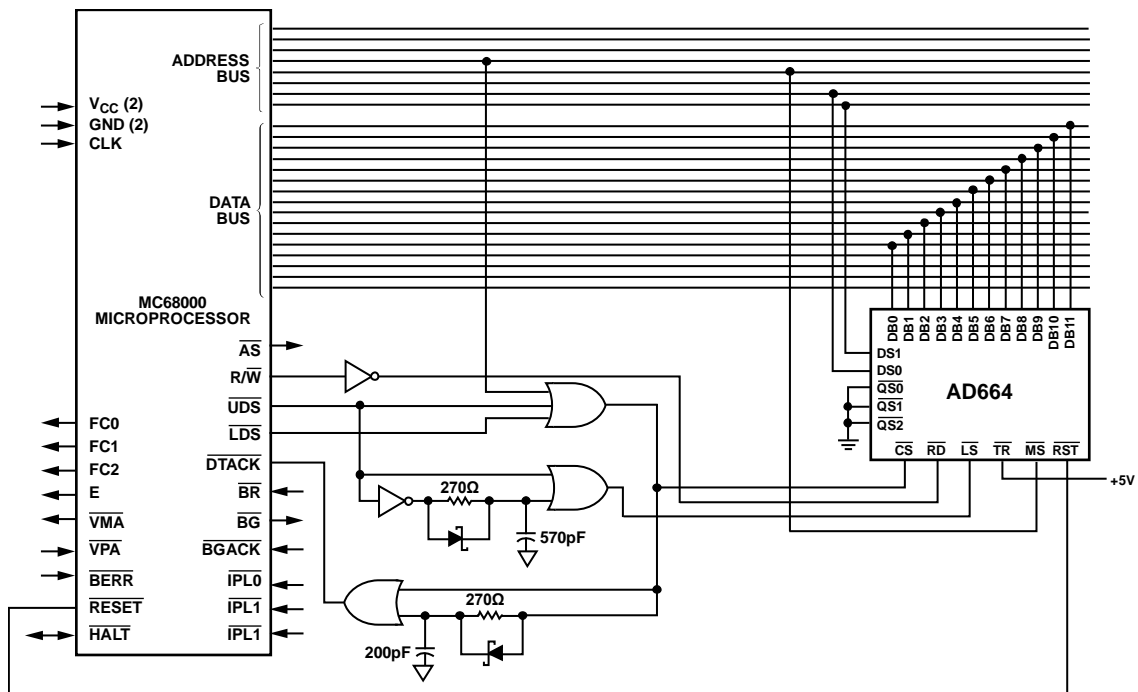 ADDRESS
BUS
VCC (2)
GND (2)
CLK
DATA
BUS
MC68000
MICROPROCESSOR
AS
R/W
UDS
LDS
DTACK
BR
BG
BGACK
IPL0
IPL1
IPL1
FC0
FC1
FC2
E
VMA
VPA
BERR
RESET
HALT
270Ω
570pF
270Ω
200pF
DB0
DB1
DB2
DB3
DB4
DB5
DB6
DB7
DB8
DB9
DB10
DB11
DS1
DS0
QS0
QS1
QS2
AD664
CS RD LS TR MS RST
+5V